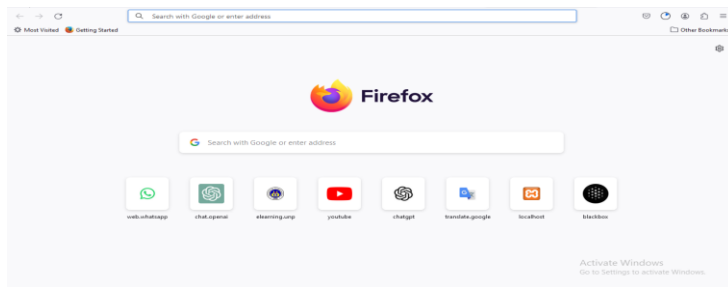 Search with Google or enter address
Most Visited Getting Started Other Bookmarks
Firefox
Search with Google or enter address
web.whatsapp chat.openai elearning.unp youtube chatgpt translate.google localhost blackbox
Activate Windows
Go to Settings to activate Windows.